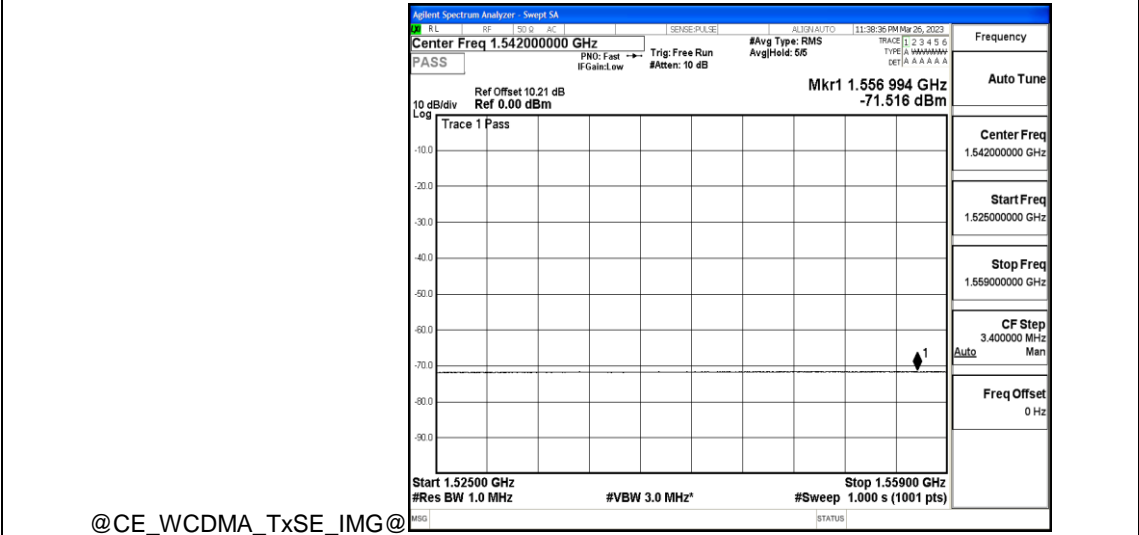 Agilent Spectrum Analyzer - Swept SA
RL RF 50 Ω AC SENSE:PULSE ALIGNAUTO 11:38:36 PM Mar 26, 2023
Center Freq 1.542000000 GHz
PASS
PNO: Fast
IFGain:Low
Trig: Free Run
#Atten: 10 dB
#Avg Type: RMS
Avg|Hold: 5/5
TRACE 1 2 3 4 5 6
TYPE A WWWWW
DET A A A A A A
Mkr1 1.556 994 GHz
-71.516 dBm
Ref Offset 10.21 dB
Ref 0.00 dBm
10 dB/div
Log
Trace 1 Pass
-10.0
-20.0
-30.0
-40.0
-50.0
-60.0
-70.0
-80.0
-90.0
1
Start 1.52500 GHz
Stop 1.55900 GHz
#Res BW 1.0 MHz
#VBW 3.0 MHz*
#Sweep 1.000 s (1001 pts)
MSG
STATUS
Frequency
Auto Tune
Center Freq
1.542000000 GHz
Start Freq
1.525000000 GHz
Stop Freq
1.559000000 GHz
CF Step
3.400000 MHz
Auto Man
Freq Offset
0 Hz
@CE_WCDMA_TxSE_IMG@